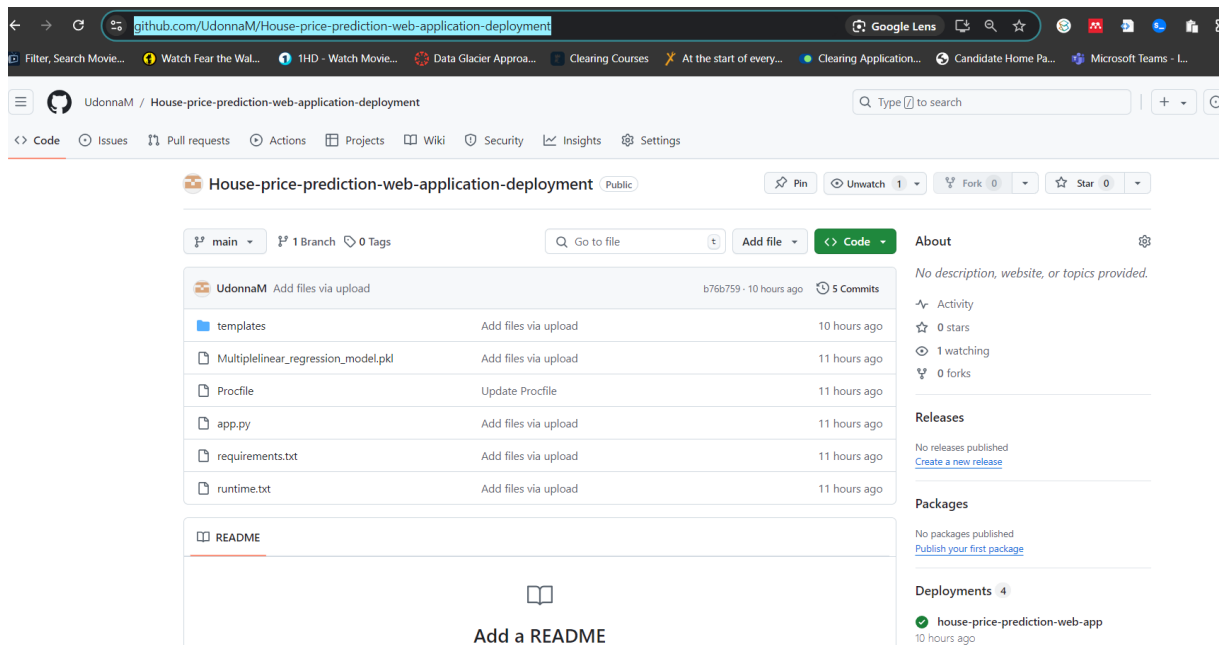 github.com/UdonnaM/House-price-prediction-web-application-deployment Google Lens
Filter, Search Movie... Watch Fear the Wal... 1HD - Watch Movie... Data Glacier Approa... Clearing Courses At the start of every... Clearing Application... Candidate Home Pa... Microsoft Teams - l...
UdonnaM / House-price-prediction-web-application-deployment Type / to search
<> Code Issues Pull requests Actions Projects Wiki Security Insights Settings
House-price-prediction-web-application-deployment Public Pin Unwatch 1 Fork 0 Star 0
main 1 Branch 0 Tags Go to file t Add file <> Code
UdonnaM Add files via upload b76b759 · 10 hours ago 5 Commits
templates Add files via upload 10 hours ago
Multiplelinear_regression_model.pkl Add files via upload 11 hours ago
Procfile Update Procfile 11 hours ago
app.py Add files via upload 11 hours ago
requirements.txt Add files via upload 11 hours ago
runtime.txt Add files via upload 11 hours ago
README
Add a README
About
No description, website, or topics provided.
Activity
0 stars
1 watching
0 forks
Releases
No releases published
Create a new release
Packages
No packages published
Publish your first package
Deployments 4
house-price-prediction-web-app
10 hours ago